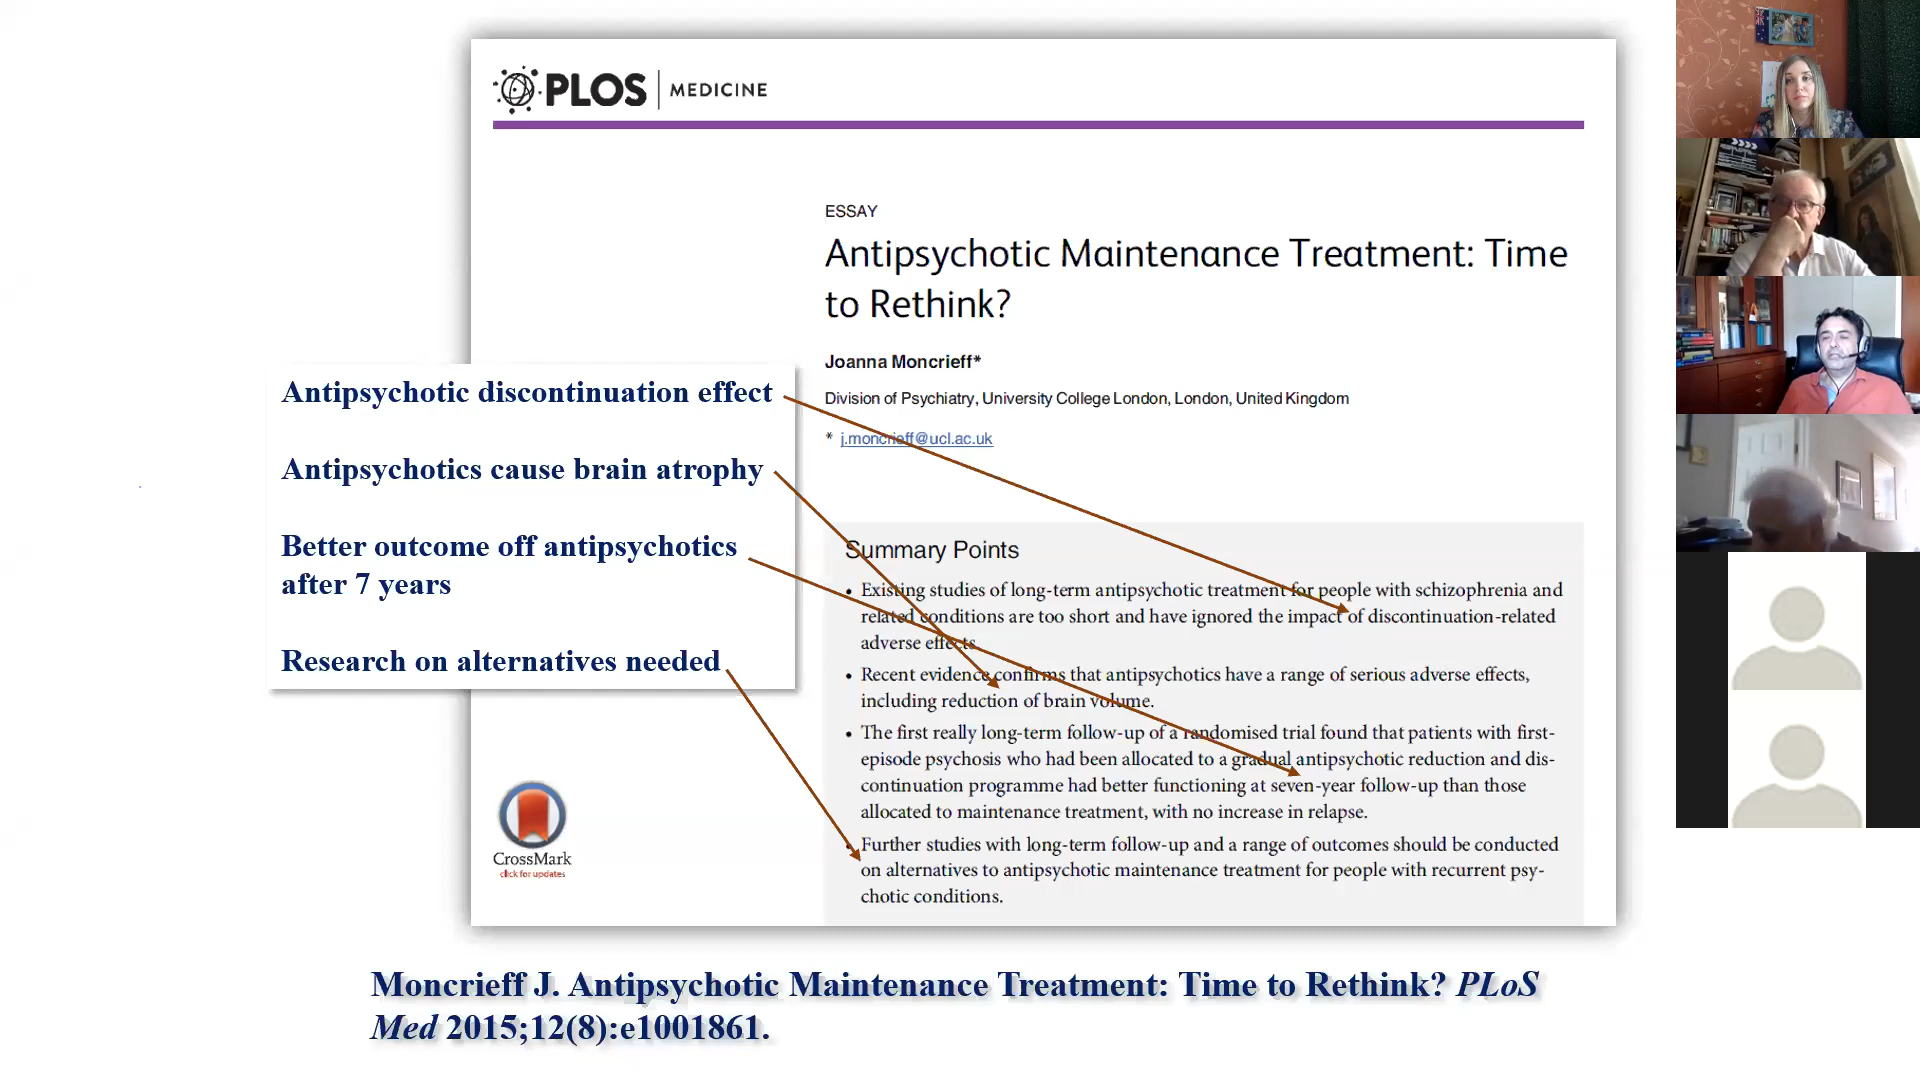 PLOS | MEDICINE
ESSAY
Antipsychotic Maintenance Treatment: Time
to Rethink?
Joanna Moncrieff*
Division of Psychiatry, University College London, London, United Kingdom
* j.moncrieff@ucl.ac.uk
Antipsychotic discontinuation effect
Antipsychotics cause brain atrophy
Better outcome off antipsychotics
after 7 years
Research on alternatives needed
Summary Points
• Existing studies of long-term antipsychotic treatment for people with schizophrenia and
related conditions are too short and have ignored the impact of discontinuation-related
adverse effects.
• Recent evidence confirms that antipsychotics have a range of serious adverse effects,
including reduction of brain volume.
• The first really long-term follow-up of a randomised trial found that patients with first-
episode psychosis who had been allocated to a gradual antipsychotic reduction and dis-
continuation programme had better functioning at seven-year follow-up than those
allocated to maintenance treatment, with no increase in relapse.
• Further studies with long-term follow-up and a range of outcomes should be conducted
on alternatives to antipsychotic maintenance treatment for people with recurrent psy-
chotic conditions.
CrossMark
click for updates
Moncrieff J. Antipsychotic Maintenance Treatment: Time to Rethink? PLoS
Med 2015;12(8):e1001861.